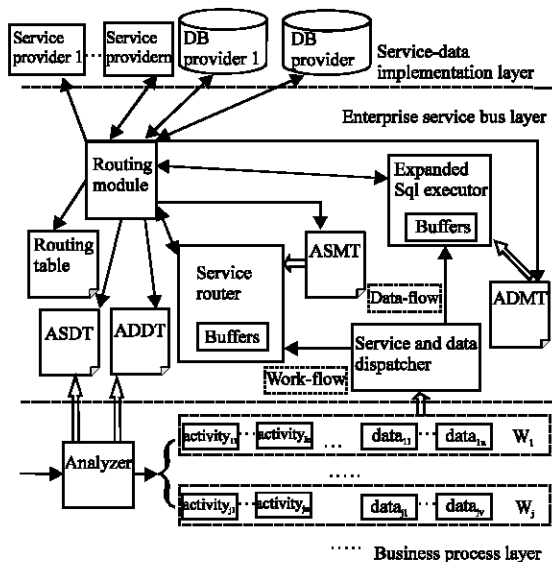 Service provider 1
Service providern
DB provider 1
DB provider
Service-data implementation layer
Enterprise service bus layer
Routing module
Expanded Sql executor
Buffers
Routing table
Service router
Buffers
ASMT
ADMT
Data-flow
ASDT
ADDT
Service and data dispatcher
Work-flow
Analyzer
activity
activity
...
data
data
W
activity
activity
data
data
W
Business process layer